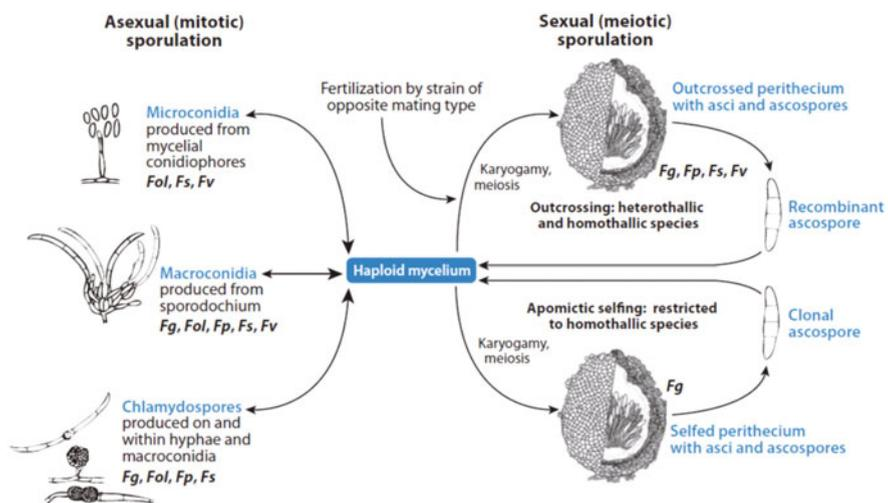 Asexual (mitotic)
sporulation
Sexual (meiotic)
sporulation
Microconidia
produced from
mycelial
conidiophores
Fol, Fs, Fv
Fertilization by strain of
opposite mating type
Outcrossed perithecium
with asci and ascospores
Karyogamy,
meiosis
Fg, Fp, Fs, Fv
Outcrossing: heterothallic
and homothallic species
Recombinant
ascospore
Macroconidia
produced from
sporodochium
Fg, Fol, Fp, Fs, Fv
Haploid mycelium
Apomictic selfing: restricted
to homothallic species
Clonal
ascospore
Karyogamy,
meiosis
Fg
Chlamydospores
produced on and
within hyphae and
macroconidia
Fg, Fol, Fp, Fs
Selfed perithecium
with asci and ascospores